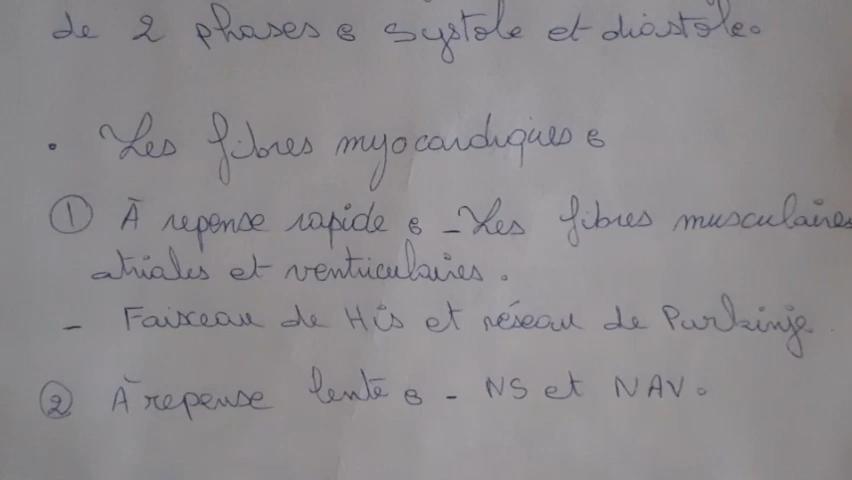 de 2 phases : Systole et diastole.
• Les fibres myocardiques :
① À repense rapide : - Les fibres musculaires
atriales et ventriculaires.
- Faisceau de His et réseau de Purkinje
② À repense lente : - NS et NAV.